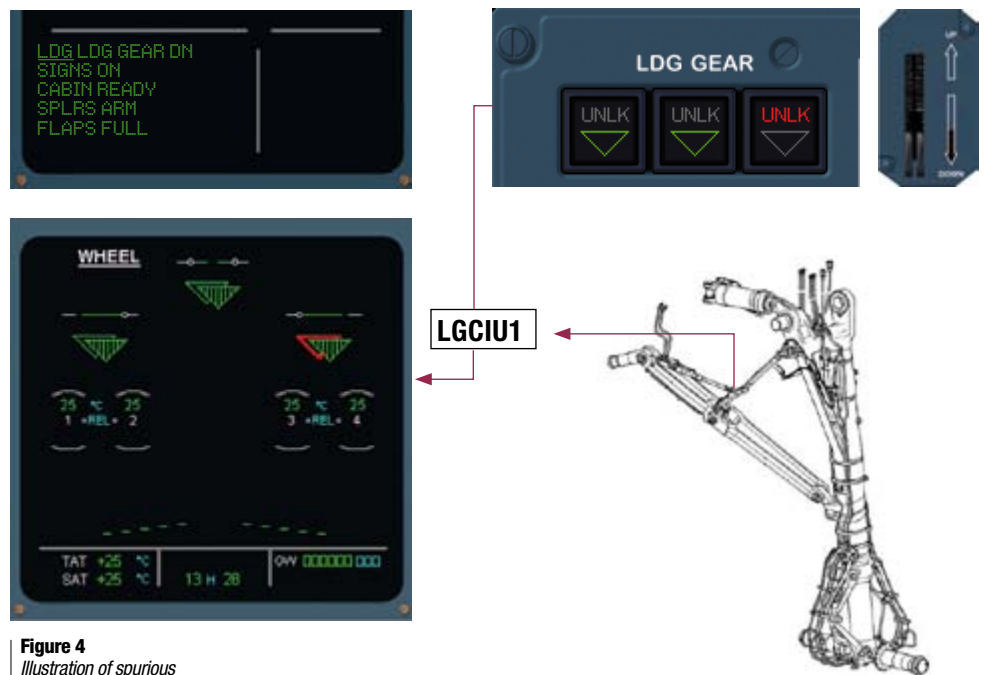 LDG LDG GEAR DN
SIGNS ON
CABIN READY
SPLRS ARM
FLAPS FULL
LDG GEAR
UNLK UNLK UNLK
UP
DOWN
WHEEL
LGCIU1
25 °C 25 25 °C 25
1 •REL• 2 3 •REL• 4
TAT +25 °C
SAT +25 °C 13 H 28
Figure 4
Illustration of spurious